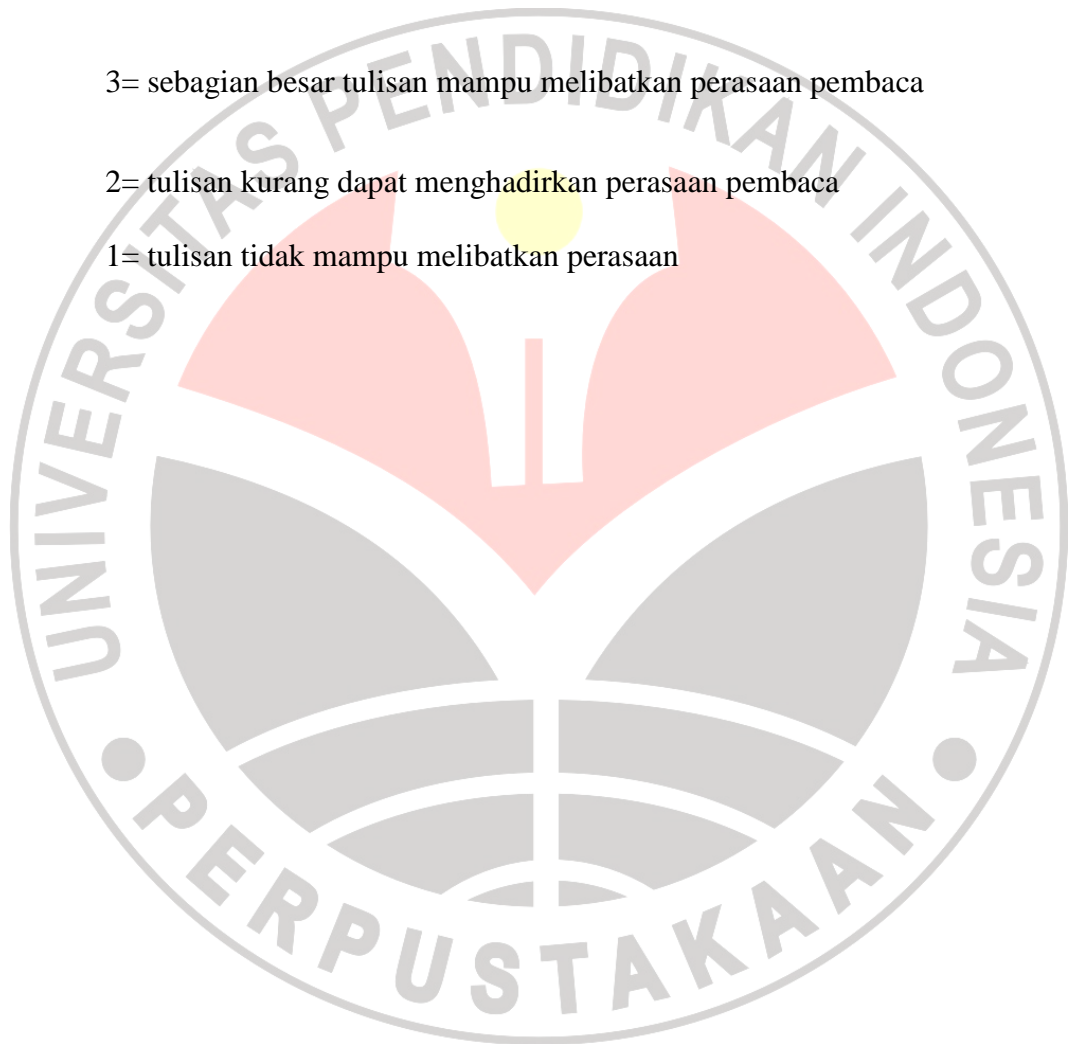 3= sebagian besar tulisan mampu melibatkan perasaan pembaca
2= tulisan kurang dapat menghadirkan perasaan pembaca
1= tulisan tidak mampu melibatkan perasaan
UNIVERSITAS PENDIDIKAN INDONESIA
PERPUSTAKAAN